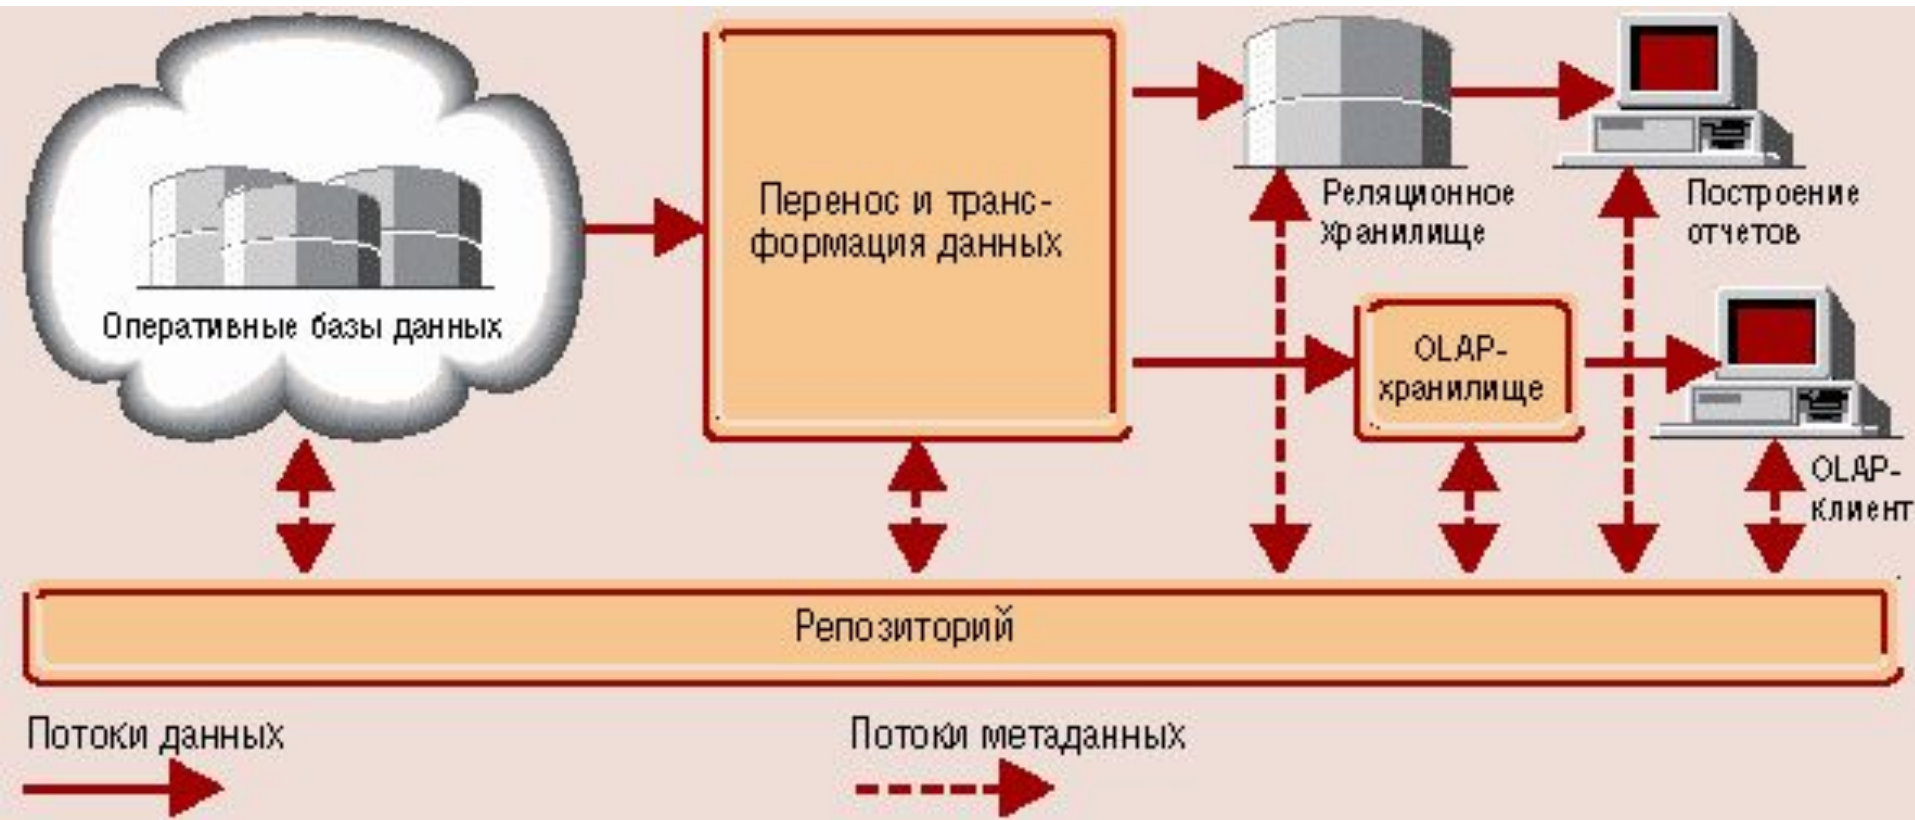 Оперативные базы данных
Перенос и транс-
формация данных
Реляционное
хранилище
Построение
отчетов
OLAP-
хранилище
OLAP-
клиент
Репозиторий
Потоки данных
Потоки метаданных